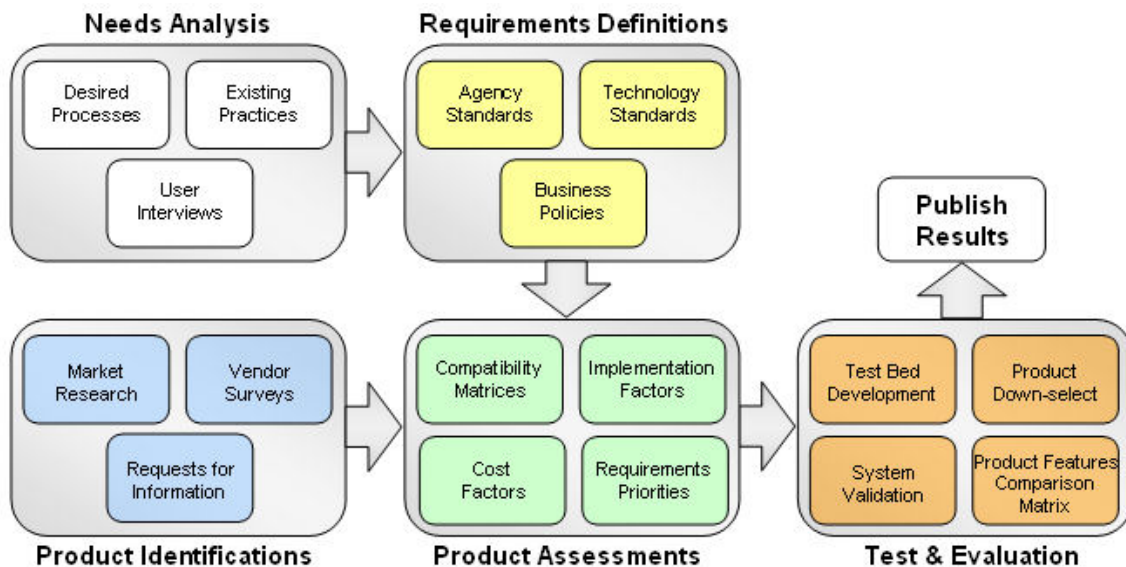 Needs Analysis
Desired
Processes
Existing
Practices
User
Interviews
Requirements Definitions
Agency
Standards
Technology
Standards
Business
Policies
Publish
Results
Market
Research
Vendor
Surveys
Requests for
Information
Product Identifications
Compatibility
Matrices
Implementation
Factors
Cost
Factors
Requirements
Priorities
Product Assessments
Test Bed
Development
Product
Down-select
System
Validation
Product Features
Comparison
Matrix
Test & Evaluation